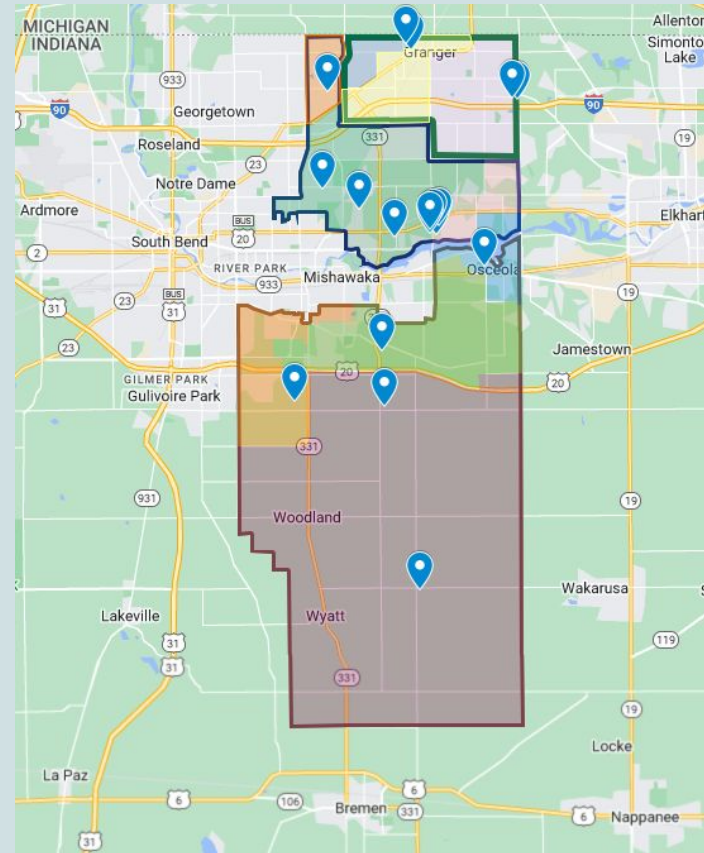 MICHIGAN
INDIANA
Allenton
Simonton
Lake
Granger
933
90
Georgetown
90
331
19
Roseland
23
Notre Dame
Ardmore
BUS
20
Elkhart
South Bend
2
RIVER PARK
Osceola
933
Mishawaka
31
23
BUS
31
19
23
20
Jamestown
GILMER PARK
20
Gulivoire Park
331
931
19
Woodland
Wakarusa
Lakeville
Wyatt
119
31
31
331
19
Locke
La Paz
6
106
Bremen
6
331
6
Nappanee
31